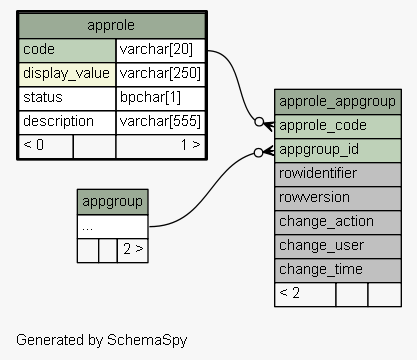 approle
code varchar[20]
display_value varchar[250]
status bpchar[1]
description varchar[555]
< 0 1 >
approle_appgroup
approle_code
appgroup_id
rowidentifier
rowversion
change_action
change_user
change_time
< 2
appgroup
...
2 >
Generated by SchemaSpy